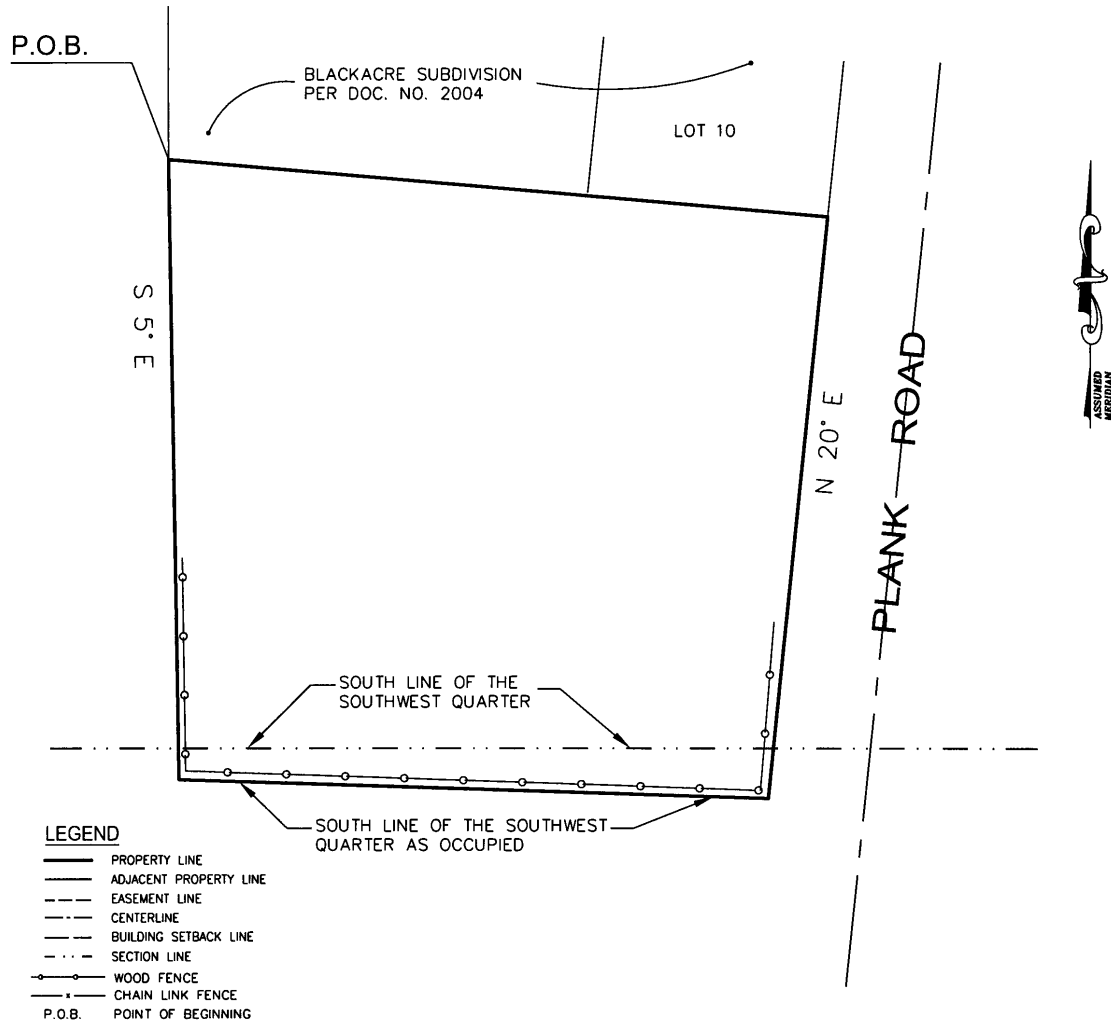 P.O.B.
BLACKACRE SUBDIVISION
PER DOC. NO. 2004
LOT 10
S 5° E
N 20° E
PLANK ROAD
ASSUMED
MERIDIAN
SOUTH LINE OF THE
SOUTHWEST QUARTER
SOUTH LINE OF THE SOUTHWEST
QUARTER AS OCCUPIED
LEGEND
PROPERTY LINE
ADJACENT PROPERTY LINE
EASEMENT LINE
CENTERLINE
BUILDING SETBACK LINE
SECTION LINE
WOOD FENCE
x CHAIN LINK FENCE
P.O.B. POINT OF BEGINNING